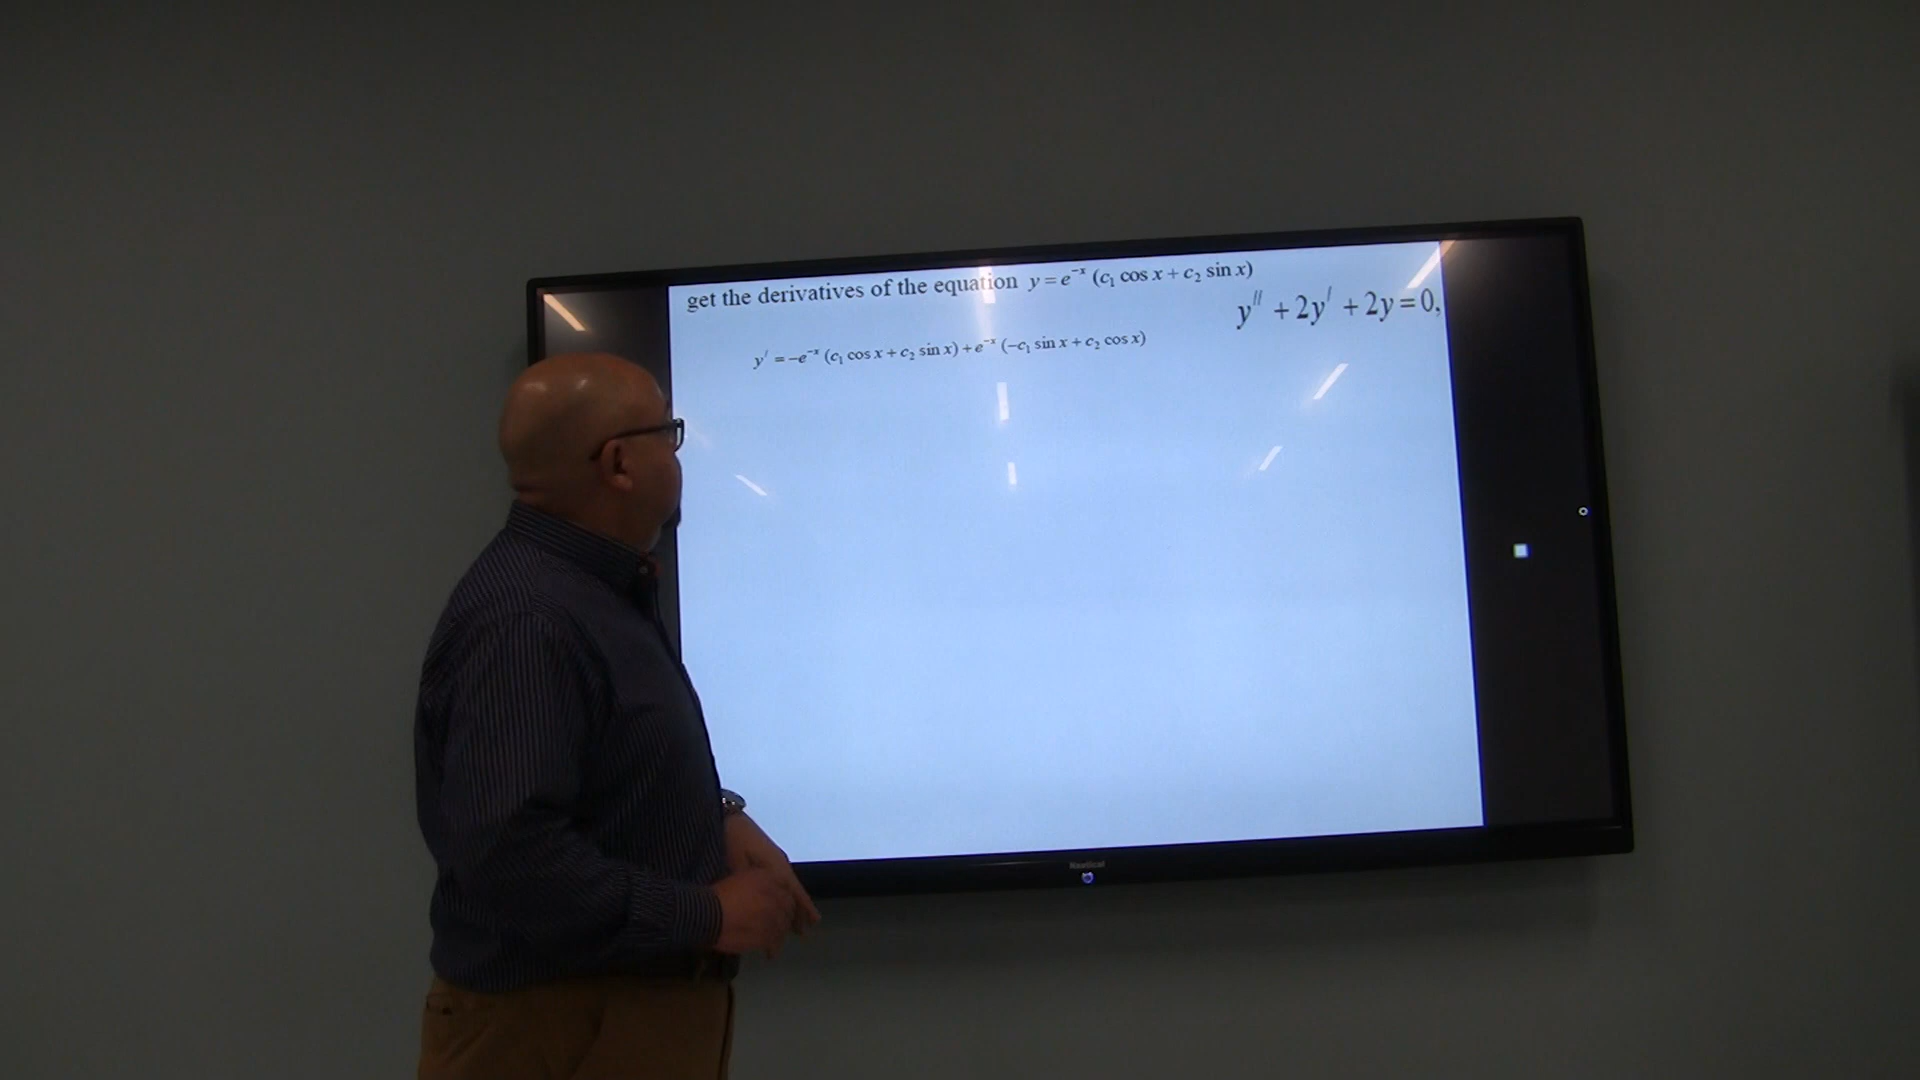 get the derivatives of the equation y = e⁻ˣ (c₁ cos x + c₂ sin x)
y′′ + 2y′ + 2y = 0,
y′ = −e⁻ˣ (c₁ cos x + c₂ sin x) + e⁻ˣ (−c₁ sin x + c₂ cos x)